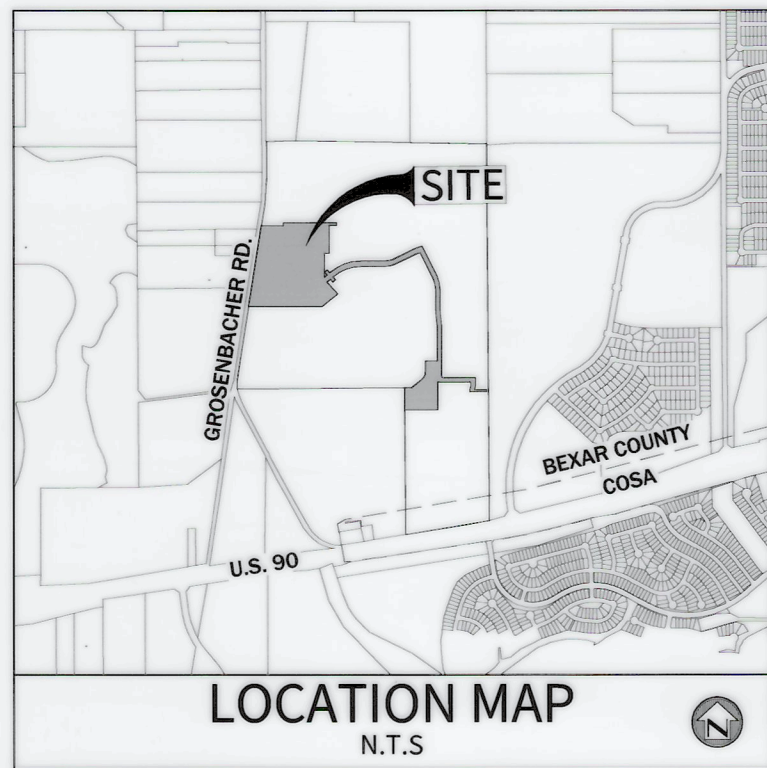 SITE
GROSENBACHER RD.
BEXAR COUNTY
COSA
U.S. 90
LOCATION MAP
N.T.S
N